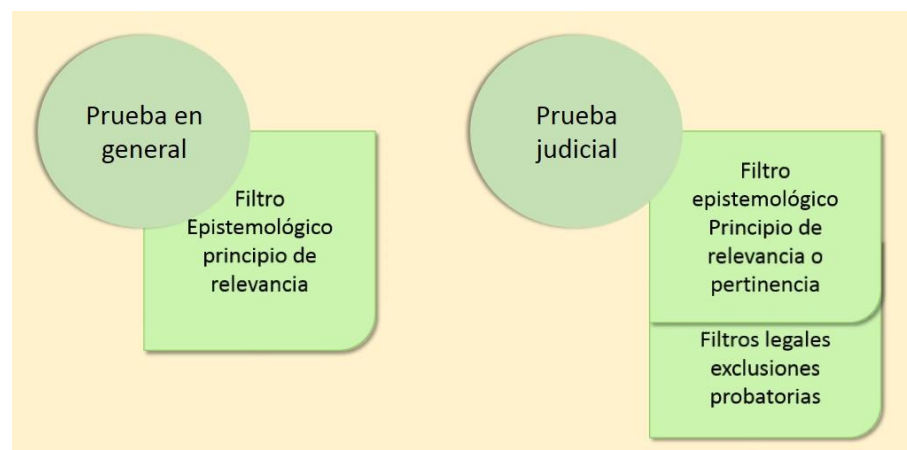 Prueba en
general
Filtro
Epistemológico
principio de
relevancia
Prueba
judicial
Filtro
epistemológico
Principio de
relevancia o
pertinencia
Filtros legales
exclusiones
probatorias